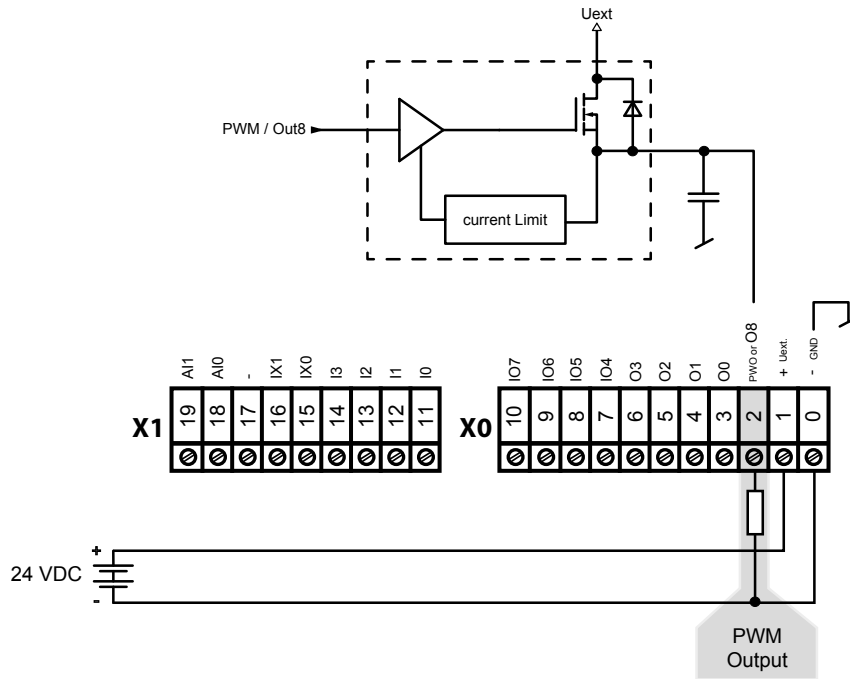 Uext
PWM / Out8
current Limit
AI1
AI0
-
IX1
IX0
I3
I2
I1
I0
IO7
IO6
IO5
IO4
O3
O2
O1
O0
PWO or O8
+ Uext.
- GND
X1
19
18
17
16
15
14
13
12
11
X0
10
9
8
7
6
5
4
3
2
1
0
+
24 VDC
-
PWM
Output